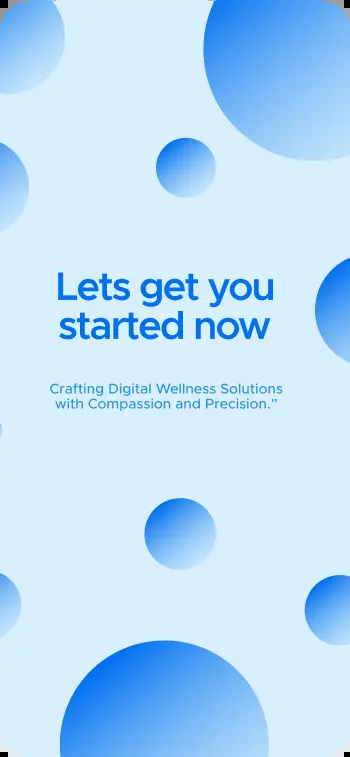 Lets get you
started now
Crafting Digital Wellness Solutions
with Compassion and Precision.”